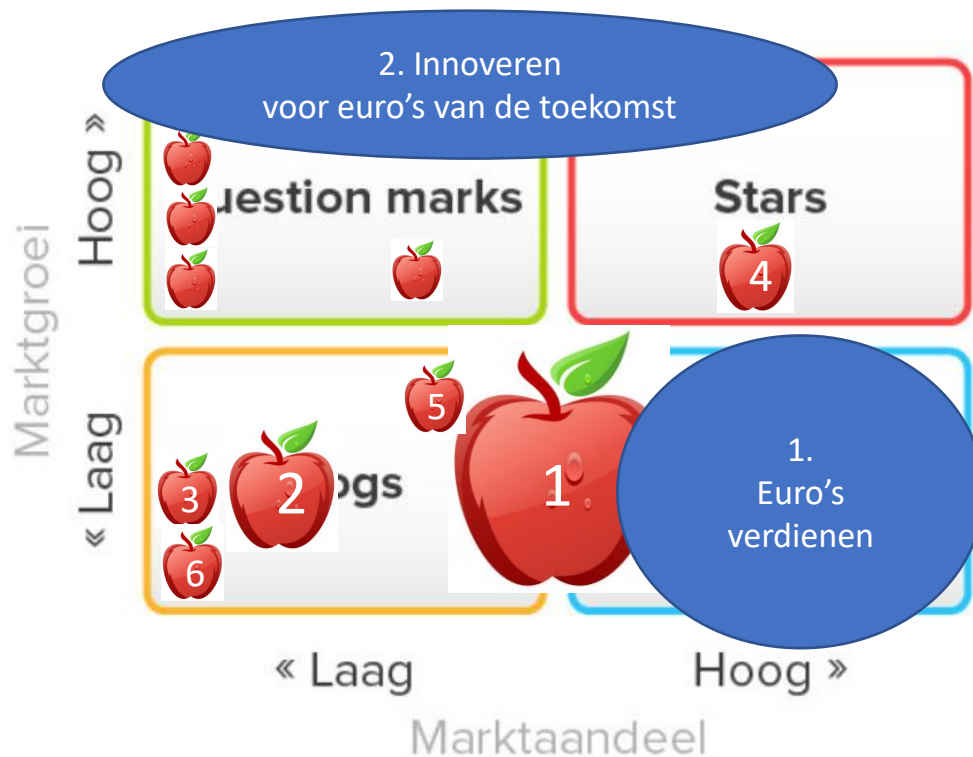 2. Innoveren
voor euro's van de toekomst
Marktgroei
Hoog »
uestion marks
Stars
4
« Laag
5
1
1.
Euro's
verdienen
3
2
ogs
6
« Laag
Hoog »
Marktaandeel